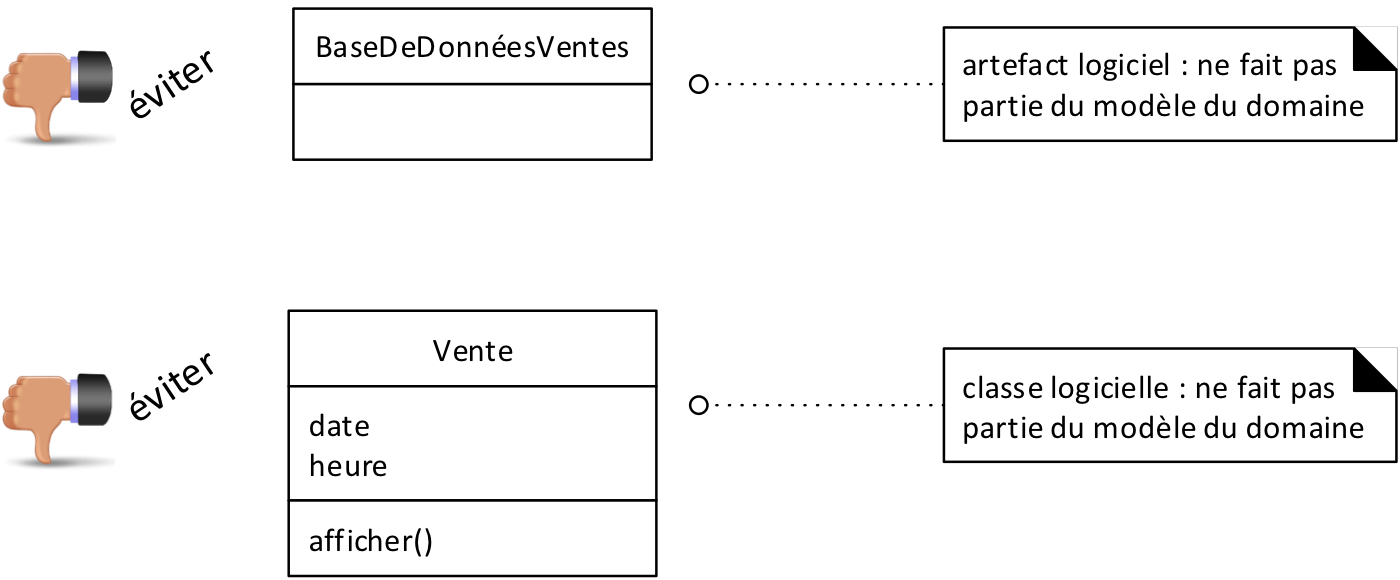 éviter
BaseDeDonnéesVentes
artefact logiciel : ne fait pas
partie du modèle du domaine
éviter
Vente
date
heure
afficher()
classe logicielle : ne fait pas
partie du modèle du domaine